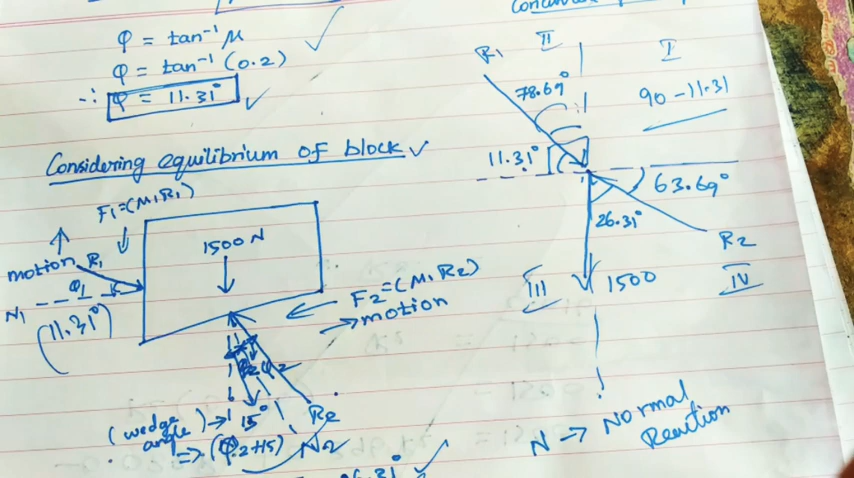 φ = tan⁻¹ μ
φ = tan⁻¹ (0.2)
∴ φ = 11.31°
Considering equilibrium of block
F1=(μ1R1)
motion
R1
φ1
N1
(11.31°)
1500 N
F2=(μ1R2)
motion
φ2 φ2
(wedge angle) → 15°
R2
⇒ (φ2+15)
N2
R1
II
I
78.69°
90-11.31
11.31°
63.69°
26.31°
R2
III
1500
IV
N → Normal Reaction